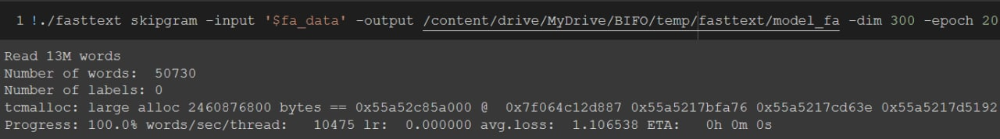 1 !./fasttext skipgram -input '$fa_data' -output /content/drive/MyDrive/BIFO/temp/fasttext/model_fa -dim 300 -epoch 20
Read 13M words
Number of words:  50730
Number of labels: 0
tcmalloc: large alloc 2460876800 bytes == 0x55a52c85a000 @  0x7f064c12d887 0x55a5217bfa76 0x55a5217cd63e 0x55a5217d5192
Progress: 100.0% words/sec/thread:   10475 lr:  0.000000 avg.loss:  1.106538 ETA:   0h 0m 0s